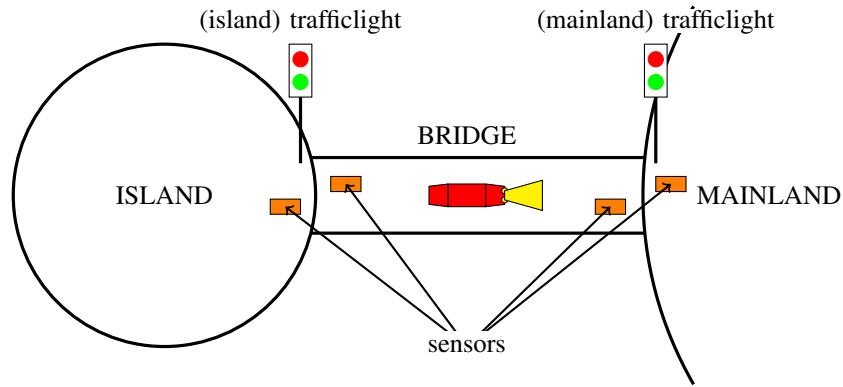 (island) trafficlight
(mainland) trafficlight
BRIDGE
ISLAND
MAINLAND
sensors